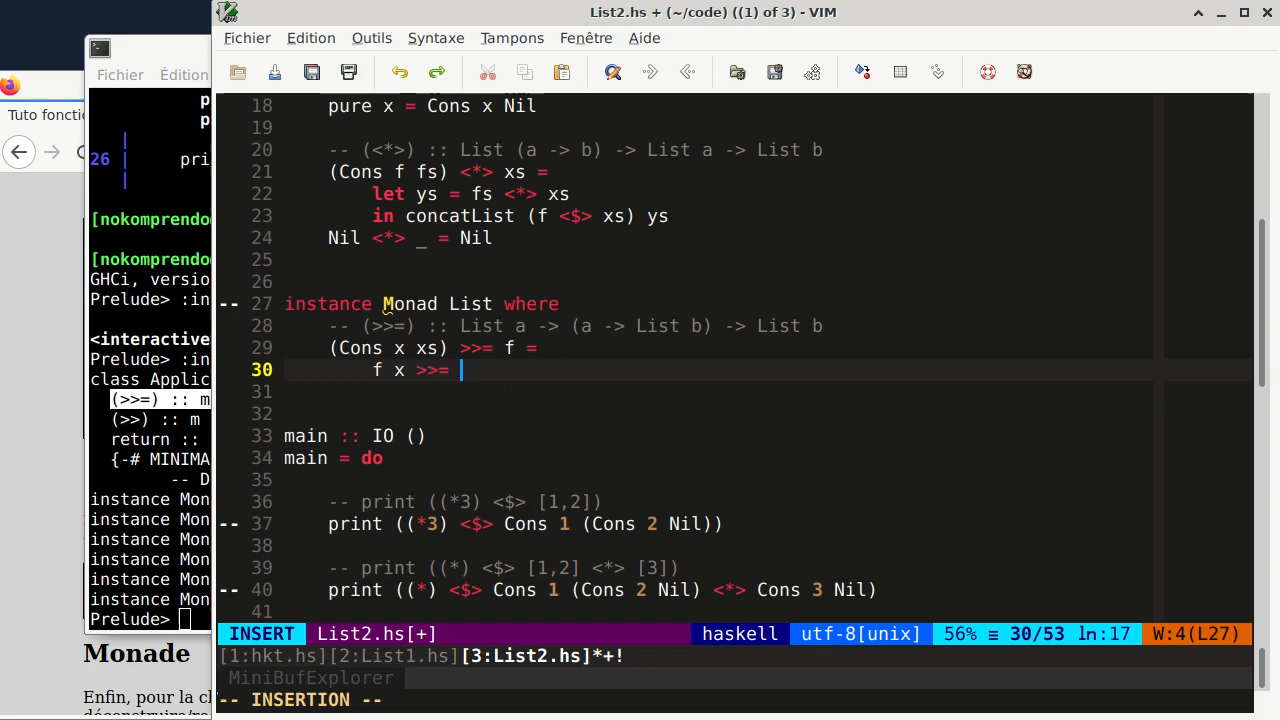 List2.hs + (~/code) ((1) of 3) - VIM
Fichier Edition Outils Syntaxe Tampons Fenêtre Aide
Fichier Édition
Tuto foncti
26 | pri
[nokomprendo
[nokomprendo
GHCi, versio
Prelude> :in
<interactive
Prelude> :in
class Applic
(>>=) :: m
(>>) :: m
return ::
{-# MINIMA
-- D
instance Mon
instance Mon
instance Mon
instance Mon
instance Mon
instance Mon
Prelude>
Monade
Enfin, pour la cl
18 pure x = Cons x Nil
19
20 -- (<*>) :: List (a -> b) -> List a -> List b
21 (Cons f fs) <*> xs =
22 let ys = fs <*> xs
23 in concatList (f <$> xs) ys
24 Nil <*> _ = Nil
25
26
-- 27 instance Monad List where
28 -- (>>=) :: List a -> (a -> List b) -> List b
29 (Cons x xs) >>= f =
30 f x >>=
31
32
33 main :: IO ()
34 main = do
35
36 -- print ((*3) <$> [1,2])
-- 37 print ((*3) <$> Cons 1 (Cons 2 Nil))
38
39 -- print ((*) <$> [1,2] <*> [3])
-- 40 print ((*) <$> Cons 1 (Cons 2 Nil) <*> Cons 3 Nil)
41
INSERT List2.hs[+] haskell utf-8[unix] 56% ≡ 30/53 ln:17 W:4(L27)
[1:hkt.hs][2:List1.hs][3:List2.hs]*+!
MiniBufExplorer
-- INSERTION --